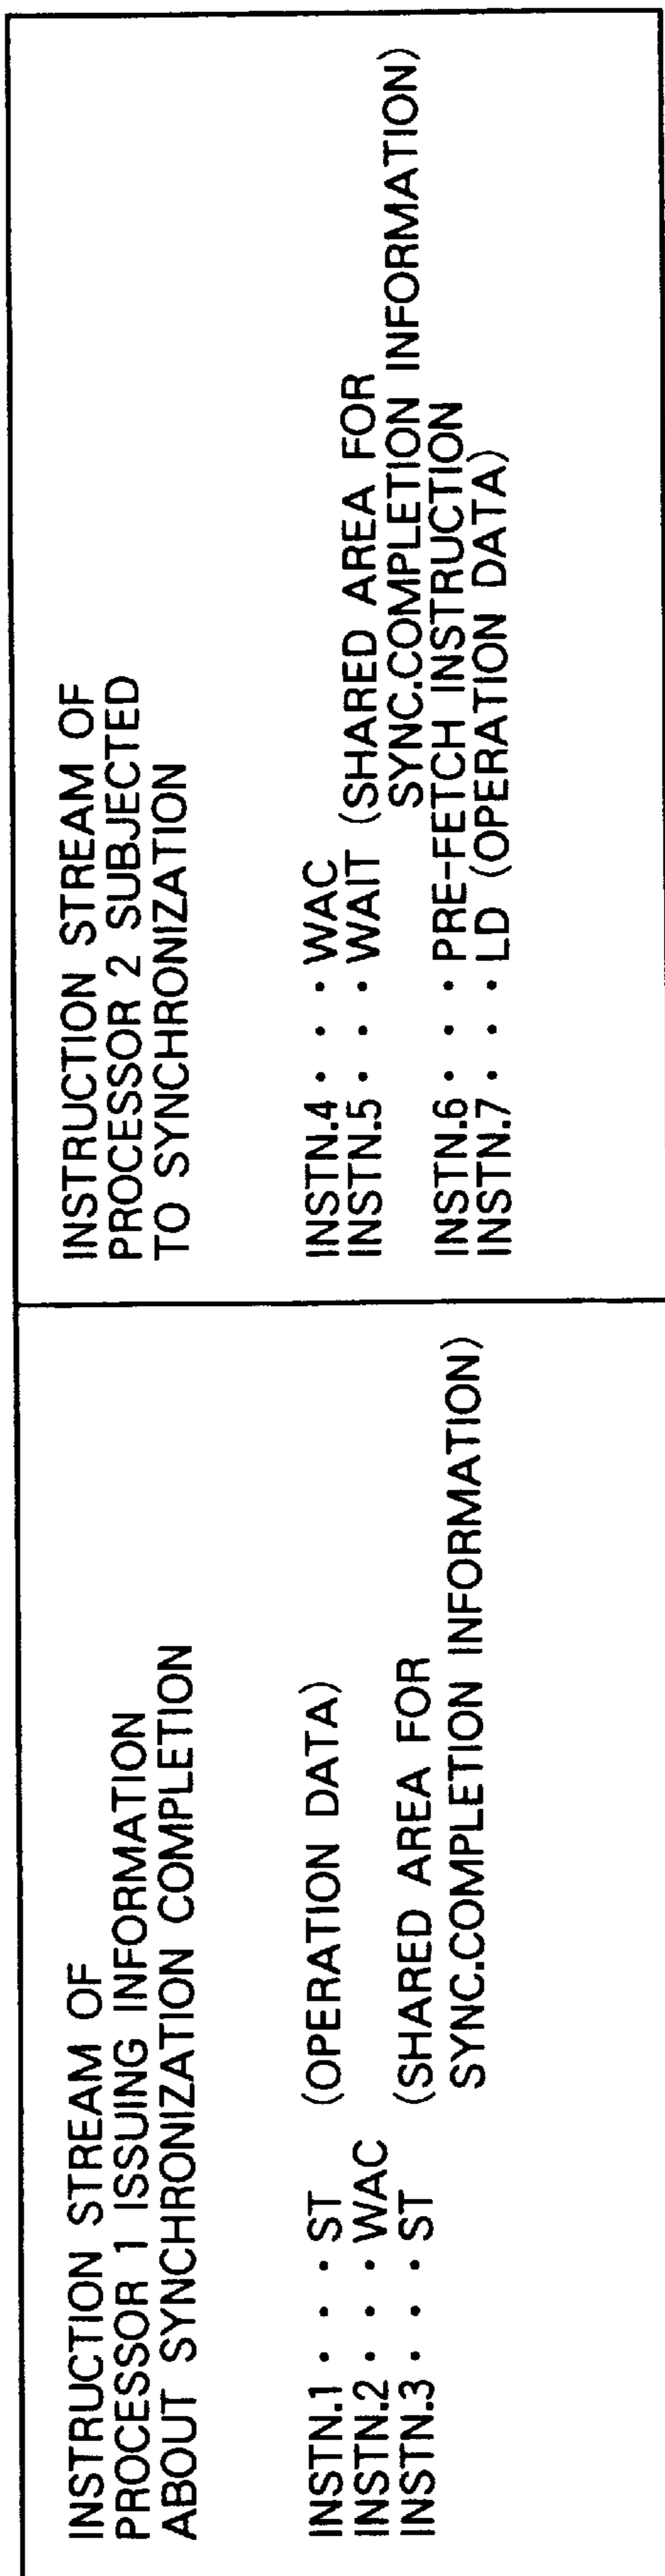 INSTRUCTION STREAM OF
PROCESSOR 1 ISSUING INFORMATION
ABOUT SYNCHRONIZATION COMPLETION
INSTN.1 · · · ST (OPERATION DATA)
INSTN.2 · · · WAC
INSTN.3 · · · ST (SHARED AREA FOR
SYNC.COMPLETION INFORMATION)
INSTRUCTION STREAM OF
PROCESSOR 2 SUBJECTED
TO SYNCHRONIZATION
INSTN.4 · · · WAC
INSTN.5 · · · WAIT (SHARED AREA FOR
SYNC.COMPLETION INFORMATION)
INSTN.6 · · · PRE-FETCH INSTRUCTION
INSTN.7 · · · LD (OPERATION DATA)